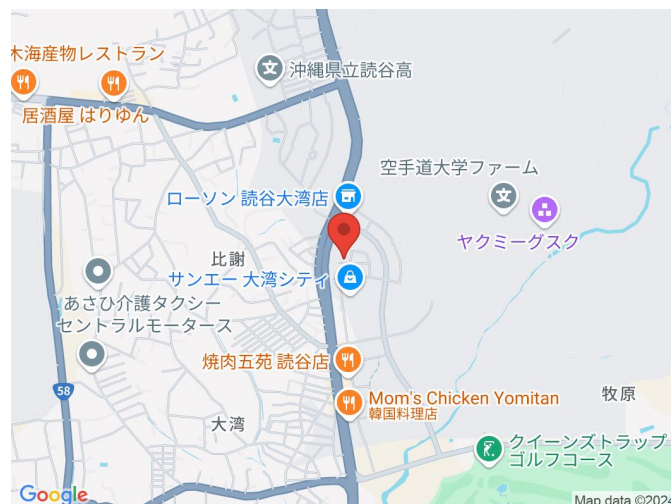 木海産物レストラン
居酒屋 はりゆん
沖縄県立読谷高
空手道大学ファーム
ローソン 読谷大湾店
ヤクミーグスク
比謝
サンエー 大湾シティ
あさひ介護タクシー
セントラルモータース
焼肉五苑 読谷店
58
Mom's Chicken Yomitan
韓国料理店
牧原
大湾
クイーンズトラップ
ゴルフコース
Google
Map data ©2024